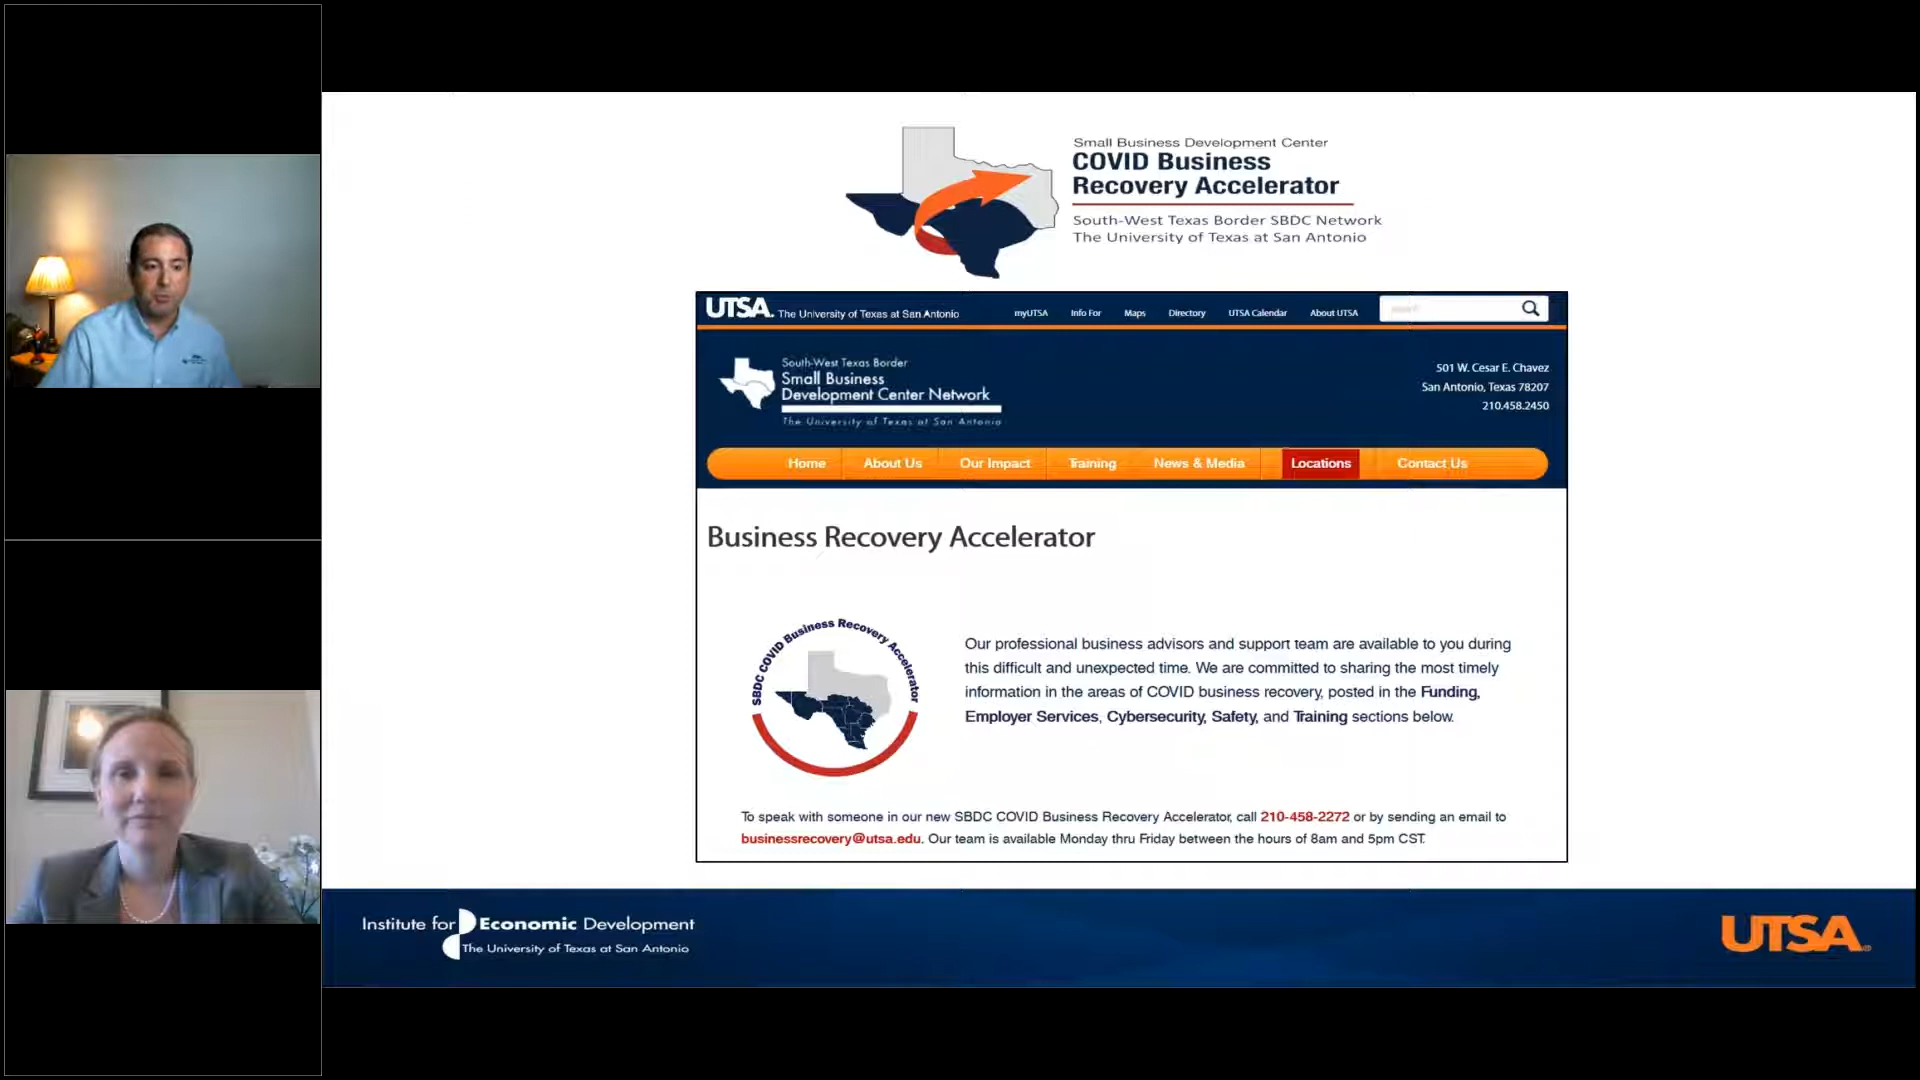 Small Business Development Center
COVID Business
Recovery Accelerator
South-West Texas Border SBDC Network
The University of Texas at San Antonio
UTSA. The University of Texas at San Antonio
myUTSA Info For Maps Directory UTSA Calendar About UTSA
South-West Texas Border
Small Business
Development Center Network
The University of Texas at San Antonio
501 W. Cesar E. Chavez
San Antonio, Texas 78207
210.458.2450
Home About Us Our Impact Training News & Media Locations Contact Us
Business Recovery Accelerator
SBDC COVID Business Recovery Accelerator
Our professional business advisors and support team are available to you during
this difficult and unexpected time. We are committed to sharing the most timely
information in the areas of COVID business recovery, posted in the Funding,
Employer Services, Cybersecurity, Safety, and Training sections below.
To speak with someone in our new SBDC COVID Business Recovery Accelerator, call 210-458-2272 or by sending an email to
businessrecovery@utsa.edu. Our team is available Monday thru Friday between the hours of 8am and 5pm CST.
Institute for Economic Development
The University of Texas at San Antonio
UTSA®